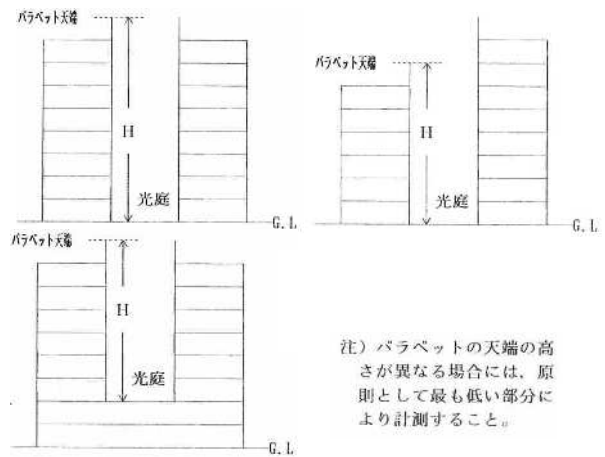 パラペット天端
H
光庭
G.L
パラペット天端
H
光庭
G.L
パラペット天端
H
光庭
G.L
注）パラペットの天端の高
さが異なる場合には、原
則として最も低い部分に
より計測すること。